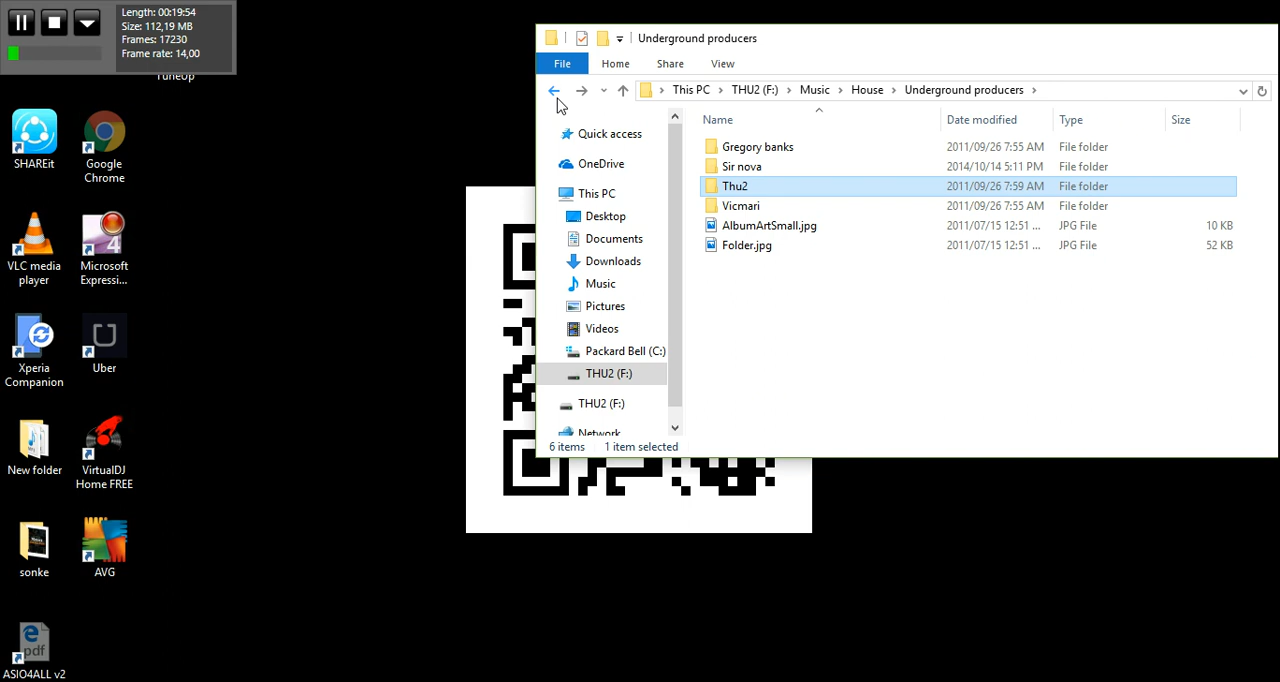 Length: 00:19:54
Size: 112,19 MB
Frames: 17230
Frame rate: 14,00
TuneUp
SHAREit
Google
Chrome
VLC media
player
Microsoft
Expressi...
Xperia
Companion
Uber
New folder
VirtualDJ
Home FREE
sonke
AVG
pdf
ASIO4ALL v2
Underground producers
File
Home
Share
View
This PC
THU2 (F:)
Music
House
Underground producers
Name
Date modified
Type
Size
Quick access
OneDrive
This PC
Desktop
Documents
Downloads
Music
Pictures
Videos
Packard Bell (C:)
THU2 (F:)
THU2 (F:)
Network
Gregory banks 2011/09/26 7:55 AM File folder
Sir nova 2014/10/14 5:11 PM File folder
Thu2 2011/09/26 7:59 AM File folder
Vicmari 2011/09/26 7:55 AM File folder
AlbumArtSmall.jpg 2011/07/15 12:51 ... JPG File 10 KB
Folder.jpg 2011/07/15 12:51 ... JPG File 52 KB
6 items
1 item selected